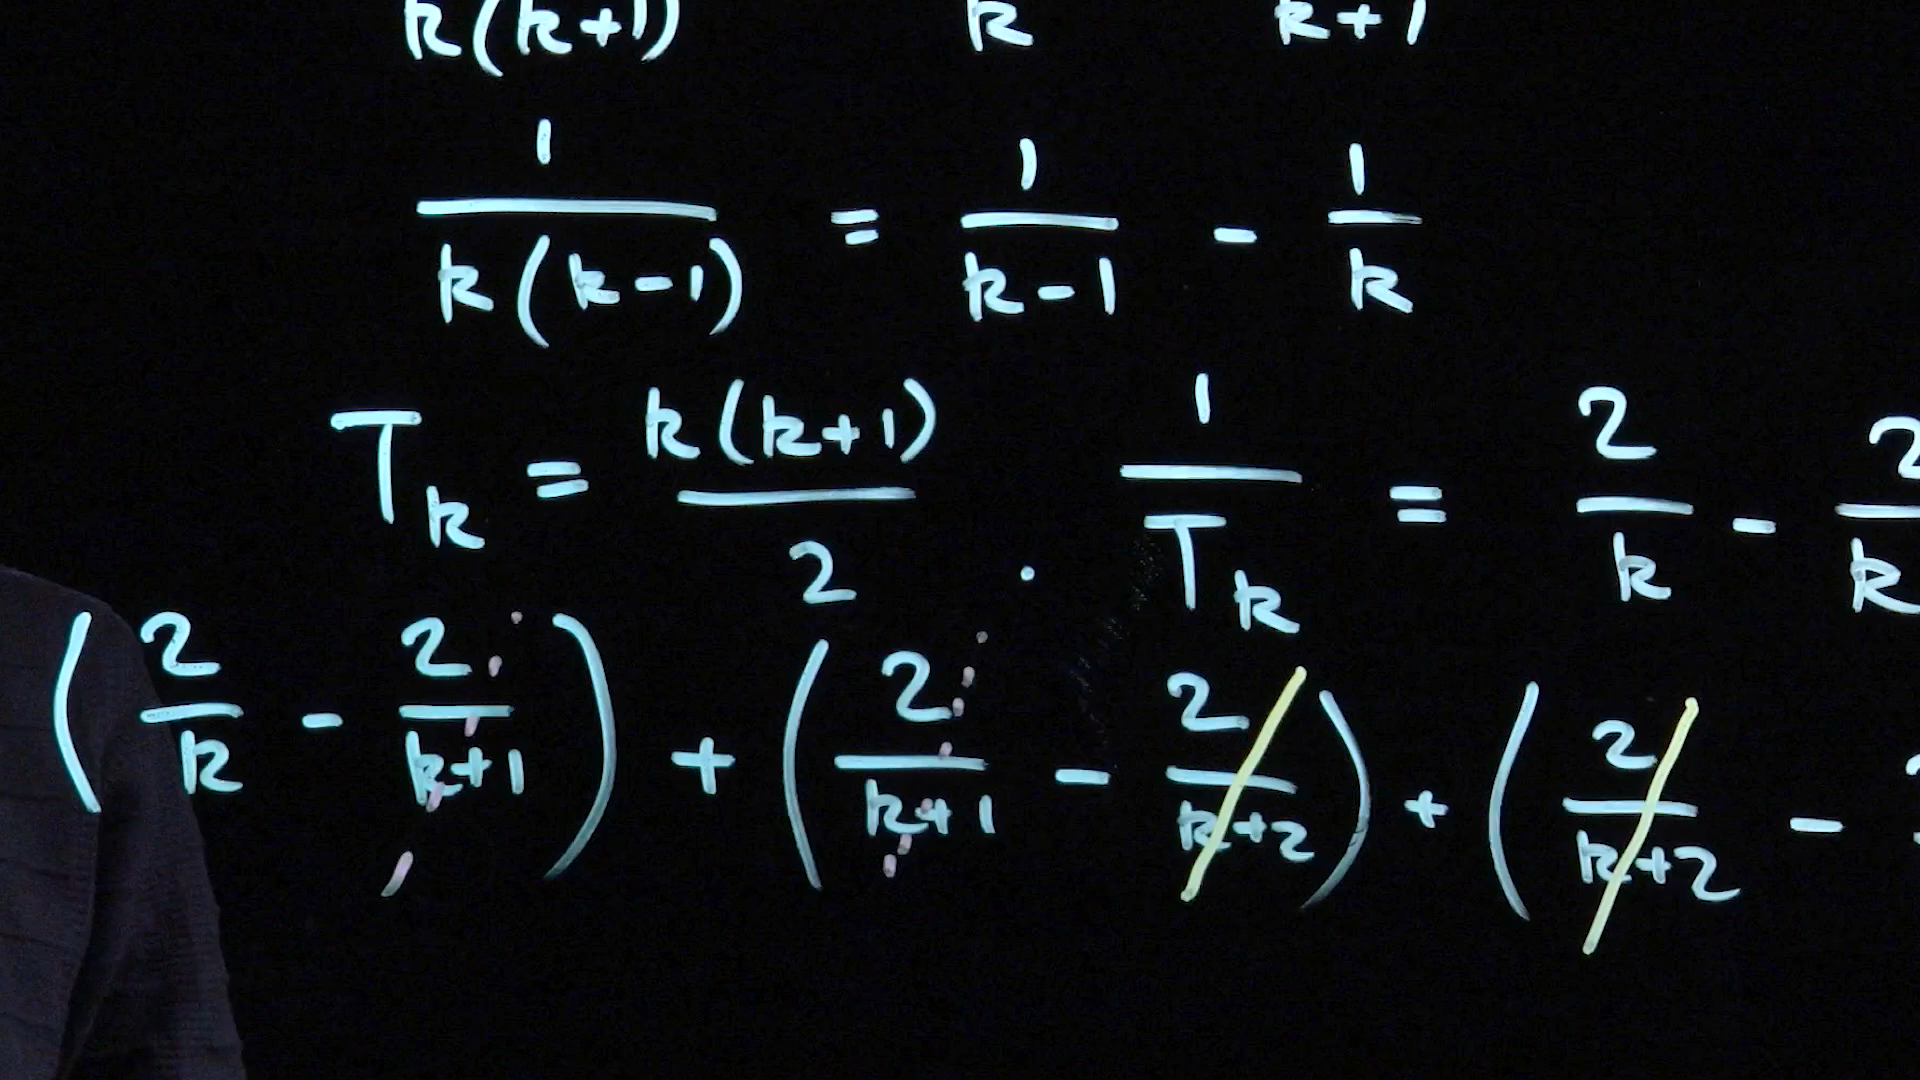 k(k+1) k k+1
1/(k(k-1)) = 1/(k-1) - 1/k
T_k = k(k+1)/2 . 1/T_k = 2/k - 2/k
(2/k - 2/(k+1)) + (2/(k+1) - 2/(k+2)) + (2/(k+2) -